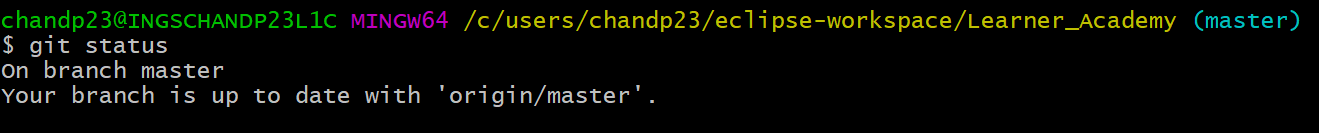 chandp23@INGSCHANDP23L1C MINGW64 /c/users/chandp23/eclipse-workspace/Learner_Academy (master)
$ git status
On branch master
Your branch is up to date with 'origin/master'.